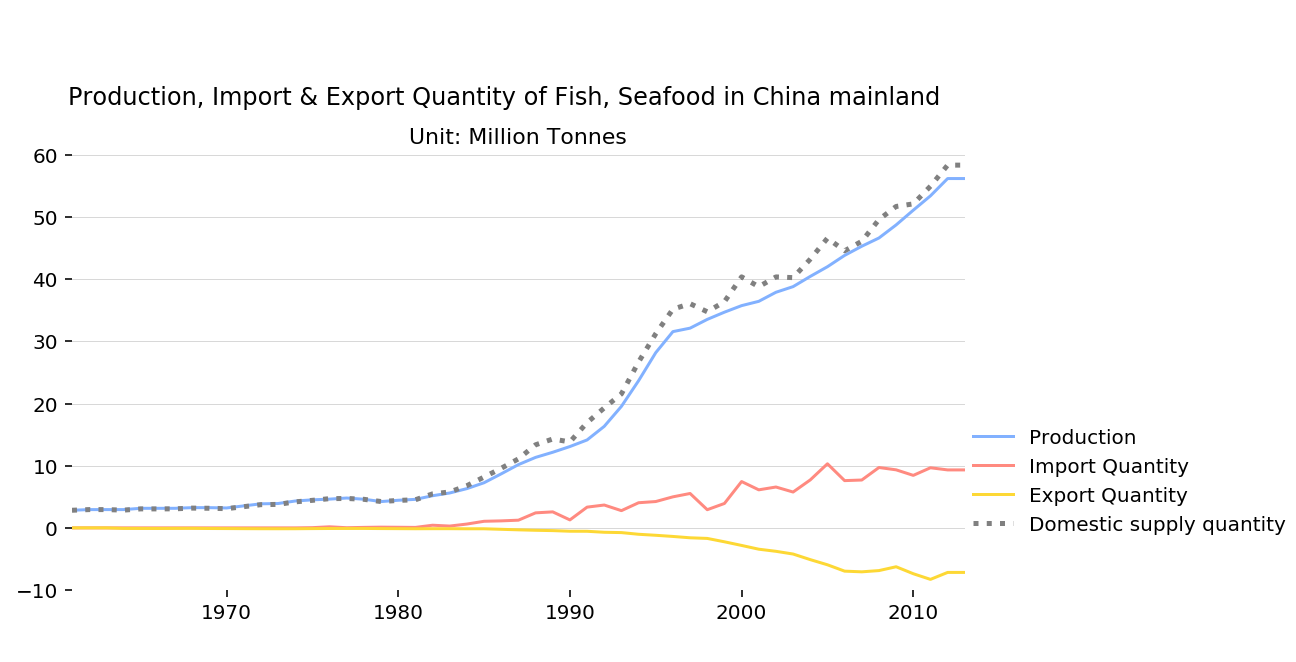 Production, Import & Export Quantity of Fish, Seafood in China mainland
Unit: Million Tonnes
60
50
40
30
20
10
0
−10
1970 1980 1990 2000 2010
Production
Import Quantity
Export Quantity
Domestic supply quantity